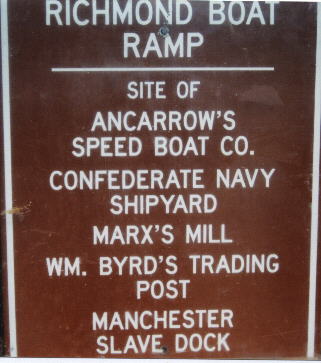 RICHMOND BOAT
RAMP
SITE OF
ANCARROW'S
SPEED BOAT CO.
CONFEDERATE NAVY
SHIPYARD
MARX'S MILL
WM. BYRD'S TRADING
POST
MANCHESTER
SLAVE DOCK